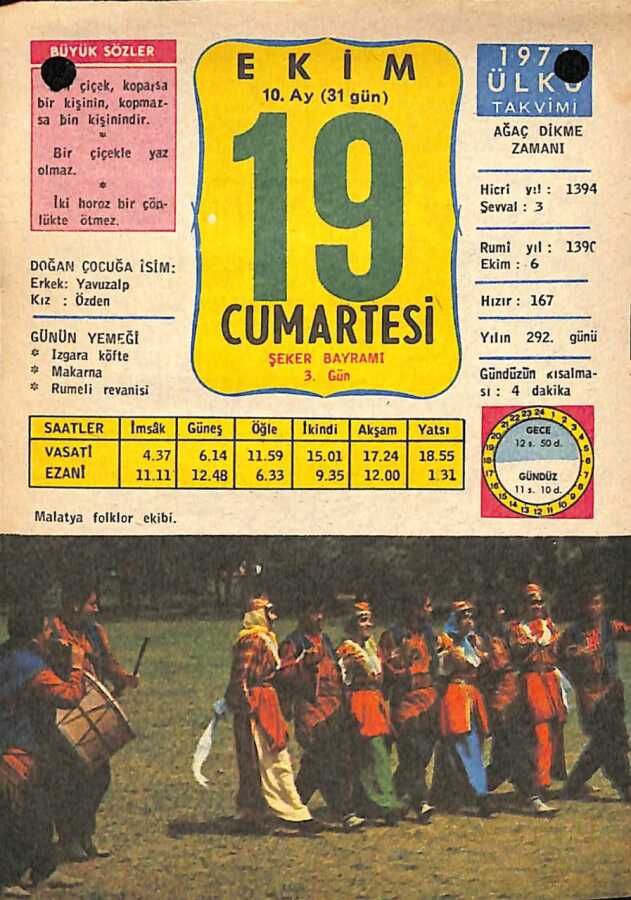 BÜYÜK SÖZLER
çiçek, koparsa
bir kişinin, kopmaz-
sa bin kişinindir.
*
Bir çiçekle yaz
olmaz.
*
İki horoz bir çöp-
lükte ötmez.
DOĞAN ÇOCUĞA İSİM:
Erkek: Yavuzalp
Kız : Özden
GÜNÜN YEMEĞİ
* Izgara köfte
* Makarna
* Rumeli revanisi
EKİM
10. Ay (31 gün)
19
CUMARTESİ
ŞEKER BAYRAMI
3. Gün
197
ÜLKÜ
TAKVİMİ
AĞAÇ DİKME
ZAMANI
Hicrî yıl : 1394
Şevval : 3
Rumî yıl : 1390
Ekim : 6
Hızır : 167
Yılın 292. günü
Gündüzün kısalma-
sı : 4 dakika
SAATLER İmsâk Güneş Öğle İkindi Akşam Yatsı
VASATİ 4.37 6.14 11.59 15.01 17.24 18.55
EZANİ 11.11 12.48 6.33 9.35 12.00 1.31
GECE
12 s. 50 d.
GÜNDÜZ
11 s. 10 d.
Malatya folklor ekibi.